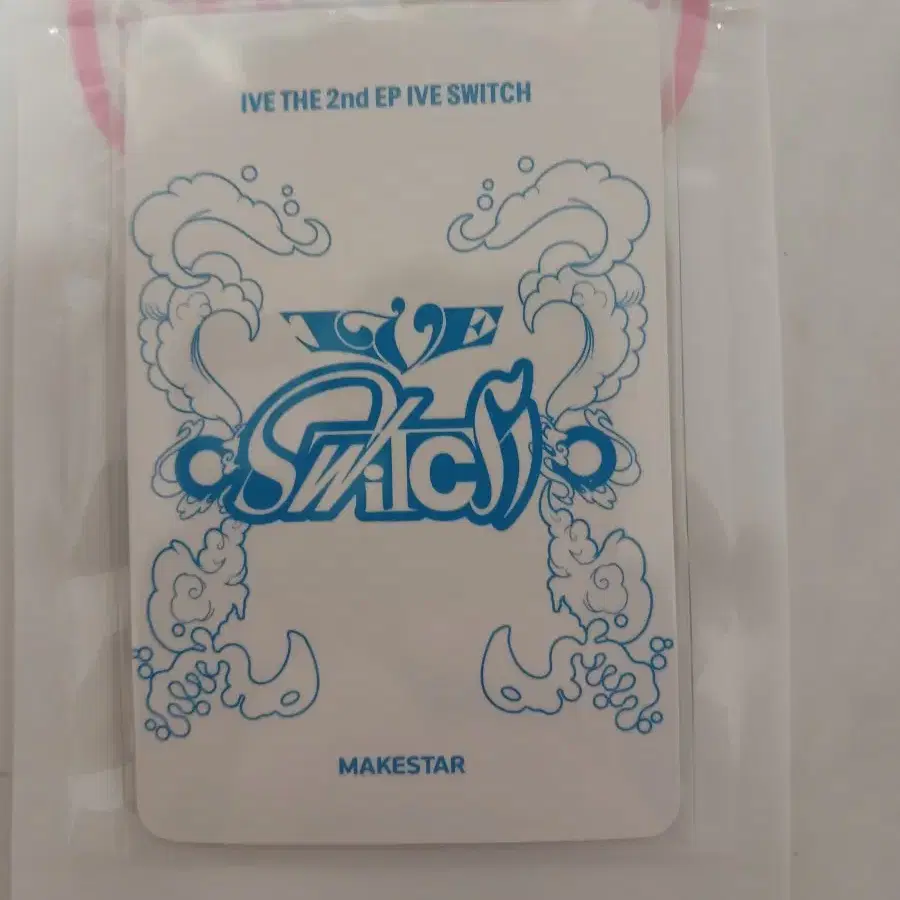 IVE THE 2nd EP IVE SWITCH
IVE
SWiTCH
MAKESTAR